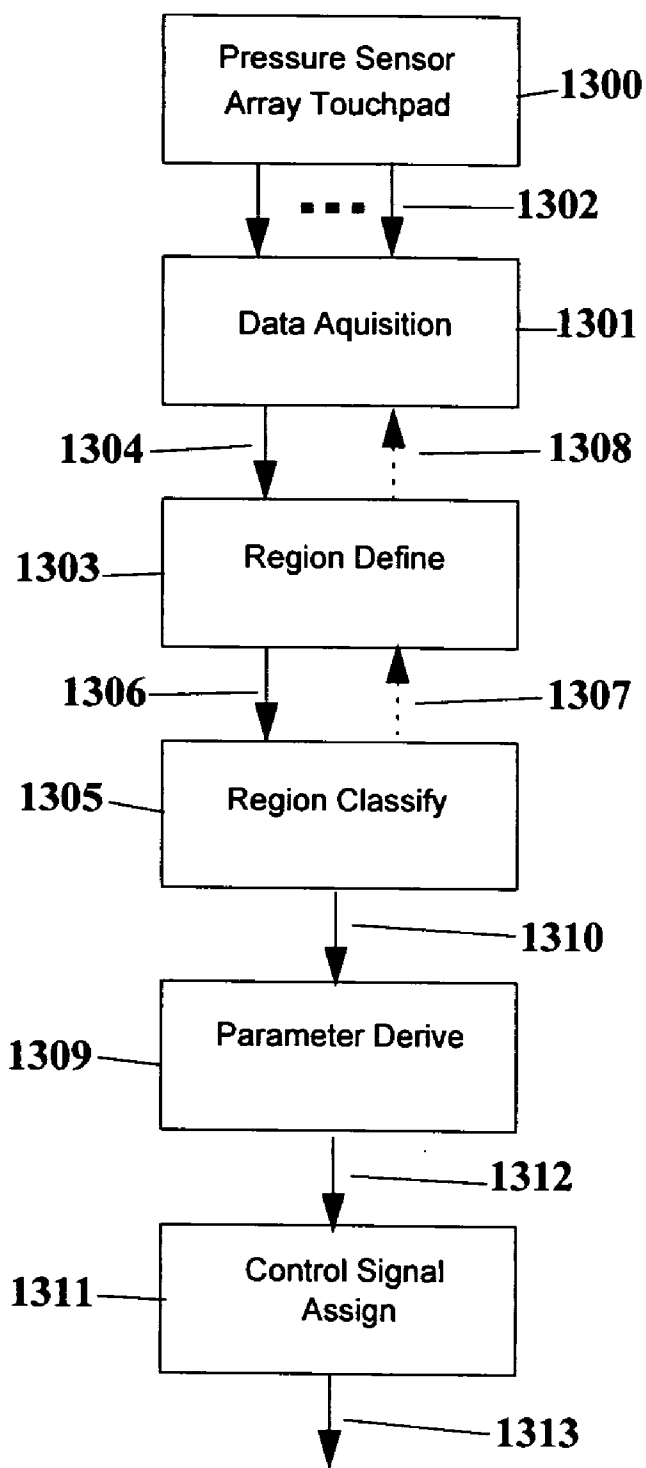 Pressure Sensor
Array Touchpad
1300
1302
Data Aquisition
1301
1304
1308
Region Define
1303
1306
1307
Region Classify
1305
1310
Parameter Derive
1309
1312
Control Signal
Assign
1311
1313